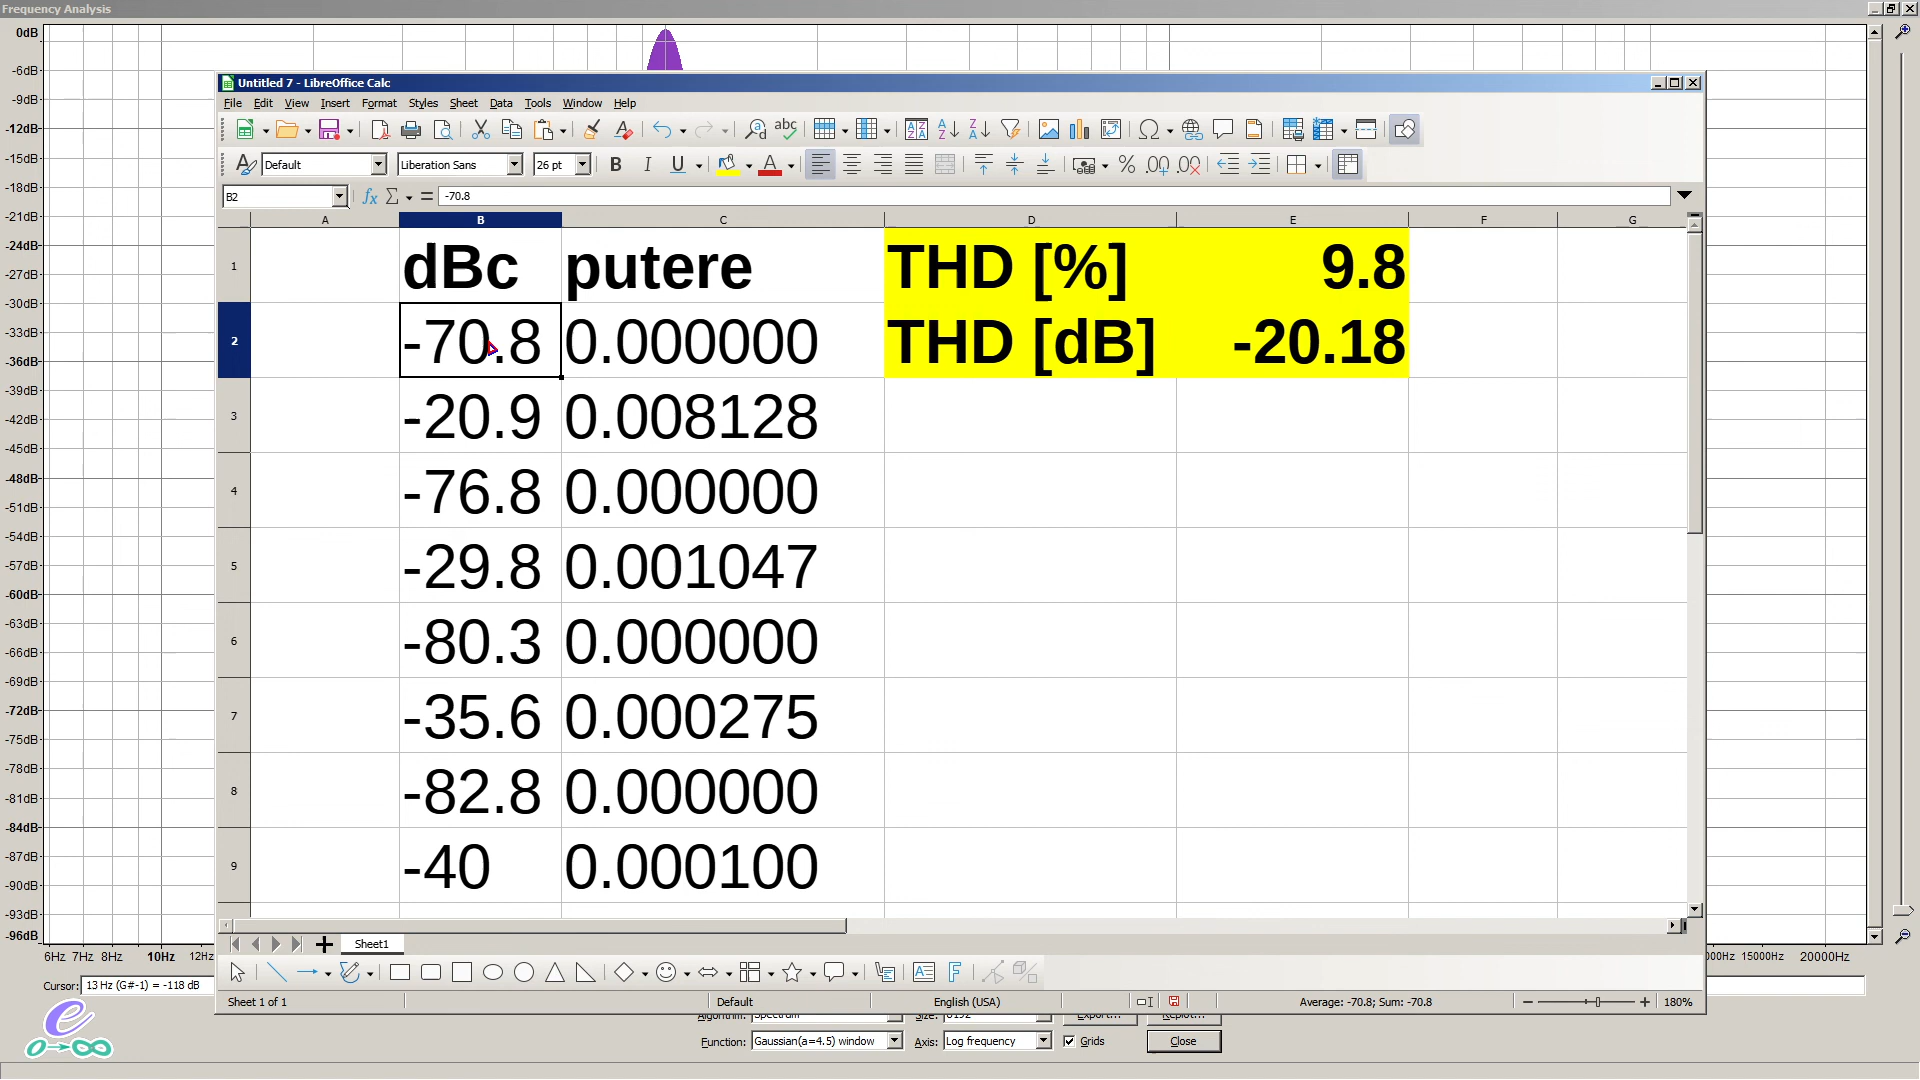 Frequency Analysis
0dB
-6dB
-9dB
-12dB
-15dB
-18dB
-21dB
-24dB
-27dB
-30dB
-33dB
-36dB
-39dB
-42dB
-45dB
-48dB
-51dB
-54dB
-57dB
-60dB
-63dB
-66dB
-69dB
-72dB
-75dB
-78dB
-81dB
-84dB
-87dB
-90dB
-93dB
-96dB
6Hz 7Hz 8Hz 10Hz 12Hz
15000Hz 20000Hz
Cursor: 13 Hz (G#-1) = -118 dB
Untitled 7 - LibreOffice Calc
File Edit View Insert Format Styles Sheet Data Tools Window Help
Default Liberation Sans 26 pt
B2 -70.8
A B C D E F G
1 dBc putere THD [%] 9.8
2 -70.8 0.000000 THD [dB] -20.18
3 -20.9 0.008128
4 -76.8 0.000000
5 -29.8 0.001047
6 -80.3 0.000000
7 -35.6 0.000275
8 -82.8 0.000000
9 -40 0.000100
Sheet1
Sheet 1 of 1 Default English (USA) Average: -70.8; Sum: -70.8 180%
Function: Gaussian(a=4.5) window Axis: Log frequency Grids Close